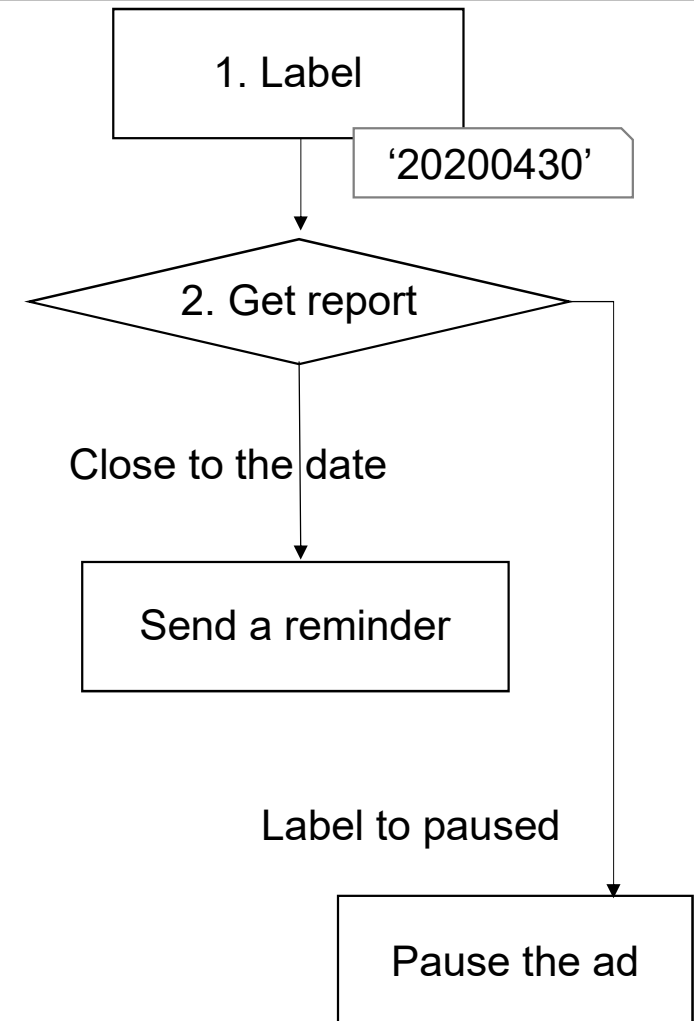 1. Label
‘20200430’
2. Get report
Close to the date
Send a reminder
Label to paused
Pause the ad